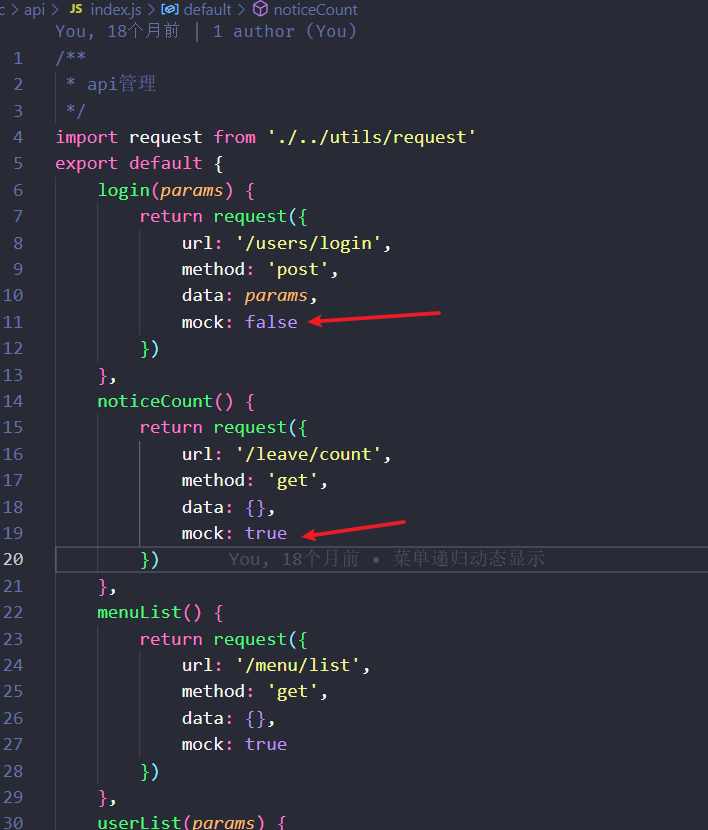 c > api > JS index.js > default > noticeCount
You, 18个月前 | 1 author (You)
1 /**
2  * api管理
3  */
4 import request from './../utils/request'
5 export default {
6     login(params) {
7         return request({
8             url: '/users/login',
9             method: 'post',
10             data: params,
11             mock: false
12         })
13     },
14     noticeCount() {
15         return request({
16             url: '/leave/count',
17             method: 'get',
18             data: {},
19             mock: true
20         })      You, 18个月前 • 菜单递归动态显示
21     },
22     menuList() {
23         return request({
24             url: '/menu/list',
25             method: 'get',
26             data: {},
27             mock: true
28         })
29     },
30     userList(params) {